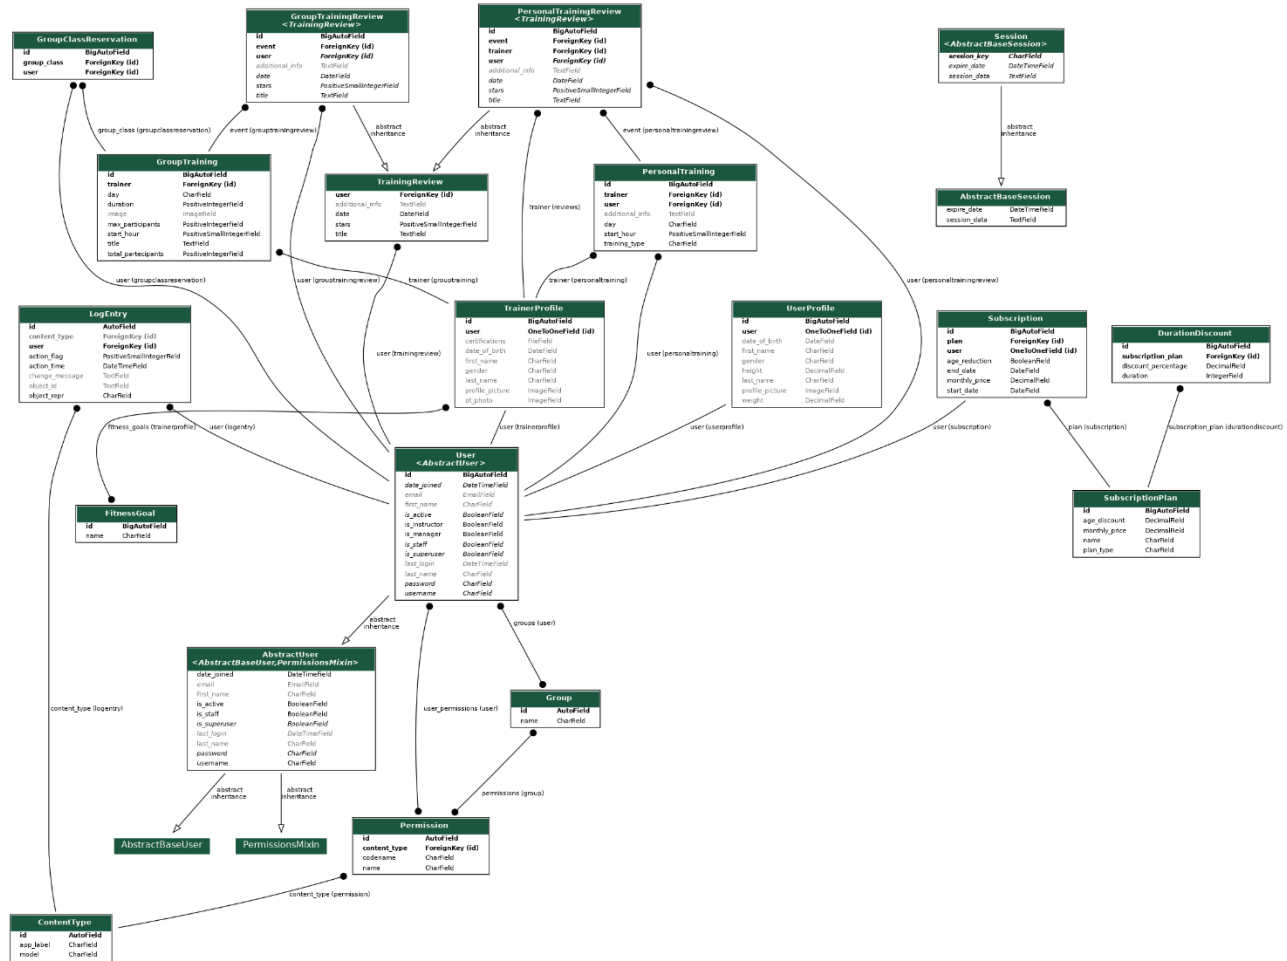 GroupClassReservation
id BigAutoField
group_class ForeignKey (id)
user ForeignKey (id)
GroupTrainingReview
<TrainingReview>
id BigAutoField
event ForeignKey (id)
user ForeignKey (id)
additional_info TextField
date DateField
stars PositiveSmallIntegerField
title TextField
PersonalTrainingReview
<TrainingReview>
id BigAutoField
event ForeignKey (id)
trainer ForeignKey (id)
user ForeignKey (id)
additional_info TextField
date DateField
stars PositiveSmallIntegerField
title TextField
Session
<AbstractBaseSession>
session_key CharField
expire_date DateTimeField
session_data TextField
group_class (groupclassreservation)
event (grouptrainingreview)
abstract
inheritance
abstract
inheritance
event (personaltrainingreview)
abstract
inheritance
GroupTraining
id BigAutoField
trainer ForeignKey (id)
day CharField
duration PositiveIntegerField
image ImageField
max_participants PositiveIntegerField
start_hour PositiveSmallIntegerField
title TextField
total_partecipants PositiveIntegerField
TrainingReview
user ForeignKey (id)
additional_info TextField
date DateField
stars PositiveSmallIntegerField
title TextField
trainer (reviews)
PersonalTraining
id BigAutoField
trainer ForeignKey (id)
user ForeignKey (id)
additional_info TextField
day CharField
start_hour PositiveSmallIntegerField
training_type CharField
AbstractBaseSession
expire_date DateTimeField
session_data TextField
user (groupclassreservation)
user (grouptrainingreview)
trainer (grouptraining)
trainer (personaltraining)
user (personaltrainingreview)
LogEntry
id AutoField
content_type ForeignKey (id)
user ForeignKey (id)
action_flag PositiveSmallIntegerField
action_time DateTimeField
change_message TextField
object_id TextField
object_repr CharField
user (trainingreview)
TrainerProfile
id BigAutoField
user OneToOneField (id)
certifications FileField
date_of_birth DateField
first_name CharField
gender CharField
last_name CharField
profile_picture ImageField
pt_photo ImageField
user (personaltraining)
UserProfile
id BigAutoField
user OneToOneField (id)
date_of_birth DateField
first_name CharField
gender CharField
height DecimalField
last_name CharField
profile_picture ImageField
weight DecimalField
Subscription
id BigAutoField
plan ForeignKey (id)
user OneToOneField (id)
age_reduction BooleanField
end_date DateField
monthly_price DecimalField
start_date DateField
DurationDiscount
id BigAutoField
subscription_plan ForeignKey (id)
discount_percentage DecimalField
duration IntegerField
fitness_goals (trainerprofile)
user (logentry)
user (trainerprofile)
user (userprofile)
user (subscription)
plan (subscription)
subscription_plan (durationdiscount)
FitnessGoal
id BigAutoField
name CharField
User
<AbstractUser>
id BigAutoField
date_joined DateTimeField
email EmailField
first_name CharField
is_active BooleanField
is_instructor BooleanField
is_manager BooleanField
is_staff BooleanField
is_superuser BooleanField
last_login DateTimeField
last_name CharField
password CharField
username CharField
SubscriptionPlan
id BigAutoField
age_discount DecimalField
monthly_price DecimalField
name CharField
plan_type CharField
abstract
inheritance
groups (user)
AbstractUser
<AbstractBaseUser,PermissionsMixin>
date_joined DateTimeField
email EmailField
first_name CharField
is_active BooleanField
is_staff BooleanField
is_superuser BooleanField
last_login DateTimeField
last_name CharField
password CharField
username CharField
content_type (logentry)
user_permissions (user)
Group
id AutoField
name CharField
abstract
inheritance
abstract
inheritance
permissions (group)
AbstractBaseUser
PermissionsMixin
Permission
id AutoField
content_type ForeignKey (id)
codename CharField
name CharField
content_type (permission)
ContentType
id AutoField
app_label CharField
model CharField